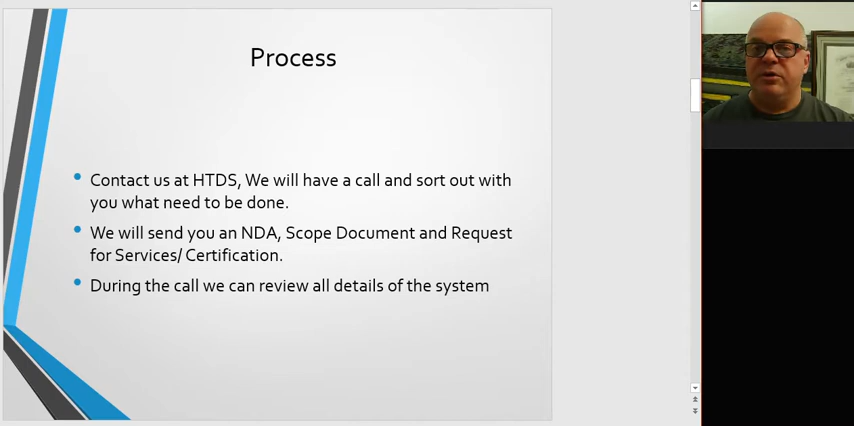 Process
Contact us at HTDS, We will have a call and sort out with
you what need to be done.
We will send you an NDA, Scope Document and Request
for Services/ Certification.
During the call we can review all details of the system